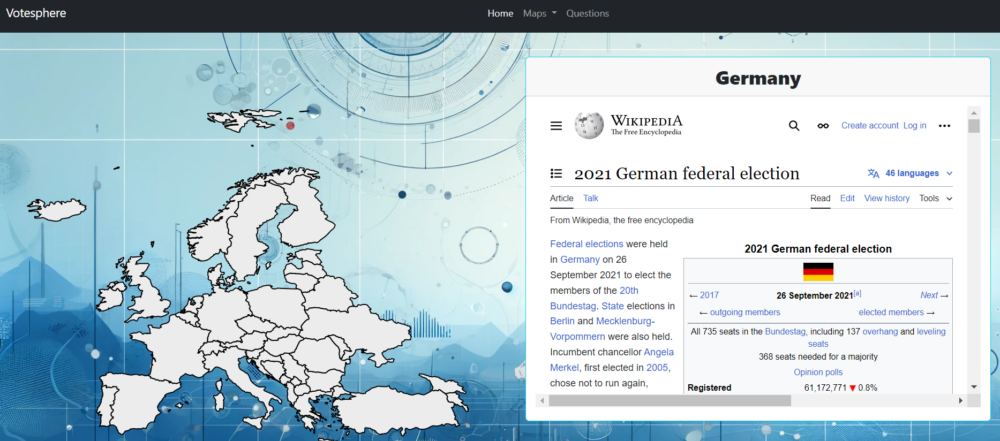 Votesphere
Home Maps Questions
Germany
WIKIPEDIA
The Free Encyclopedia
Create account Log in
2021 German federal election
46 languages
Article Talk
Read Edit View history Tools
From Wikipedia, the free encyclopedia
Federal elections were held
in Germany on 26
September 2021 to elect the
members of the 20th
Bundestag. State elections in
Berlin and Mecklenburg-
Vorpommern were also held.
Incumbent chancellor Angela
Merkel, first elected in 2005,
chose not to run again,
2021 German federal election
← 2017 26 September 2021[a] Next →
← outgoing members elected members →
All 735 seats in the Bundestag, including 137 overhang and leveling
seats
368 seats needed for a majority
Opinion polls
Registered 61,172,771 ▼ 0.8%